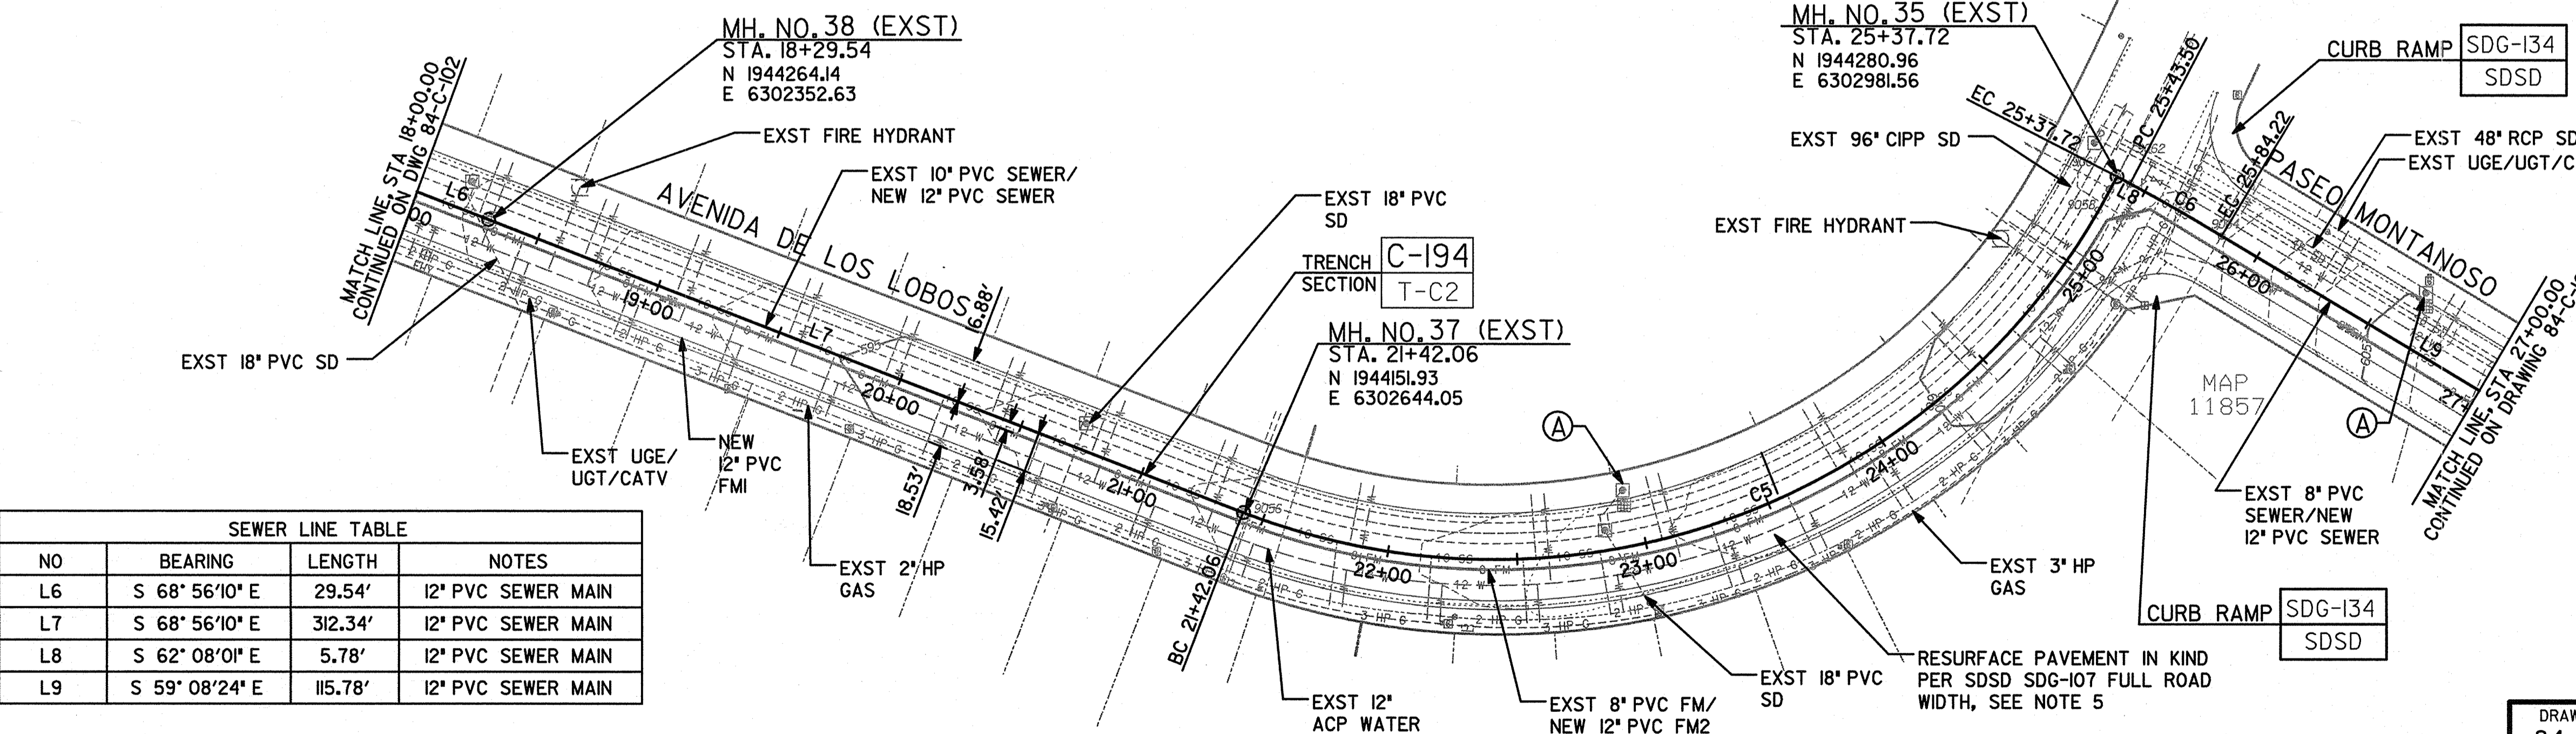 MH. NO. 38 (EXST)
STA. 18+29.54
N 1944264.14
E 6302352.63
MATCH LINE, STA 18+00.00
CONTINUED ON DWG 84-C-102
EXST FIRE HYDRANT
EXST 10" PVC SEWER/
NEW 12" PVC SEWER
AVENIDA DE LOS LOBOS
L6
L7
19+00
20+00
21+00
22+00
23+00
24+00
25+00
26+00
6.88'
18.53'
3.58'
15.42'
EXST 18" PVC SD
EXST UGE/
UGT/CATV
NEW
12" PVC
FM1
EXST 2" HP
GAS
EXST 18" PVC
SD
TRENCH
SECTION
C-194
T-C2
MH. NO. 37 (EXST)
STA. 21+42.06
N 1944151.93
E 6302644.05
BC 21+42.06
9056
EXST 12"
ACP WATER
EXST 8" PVC FM/
NEW 12" PVC FM2
EXST 18" PVC
SD
A
C5
RESURFACE PAVEMENT IN KIND
PER SDSD SDG-107 FULL ROAD
WIDTH, SEE NOTE 5
EXST 3" HP
GAS
MH. NO. 35 (EXST)
STA. 25+37.72
N 1944280.96
E 6302981.56
EC 25+37.72
PC 25+43.50
EC 25+84.22
EXST 96" CIPP SD
EXST FIRE HYDRANT
L8
C6
L9
CURB RAMP
SDG-134
SDSD
EXST 48" RCP SD
EXST UGE/UGT/C
PASEO MONTANOSO
MAP
11857
A
MATCH LINE, STA 27+00.00
CONTINUED ON DRAWING 84-C-
EXST 8" PVC
SEWER/NEW
12" PVC SEWER
CURB RAMP
SDG-134
SDSD
SEWER LINE TABLE
NO BEARING LENGTH NOTES
L6 S 68° 56'10" E 29.54' 12" PVC SEWER MAIN
L7 S 68° 56'10" E 312.34' 12" PVC SEWER MAIN
L8 S 62° 08'01" E 5.78' 12" PVC SEWER MAIN
L9 S 59° 08'24" E 115.78' 12" PVC SEWER MAIN
DRAW